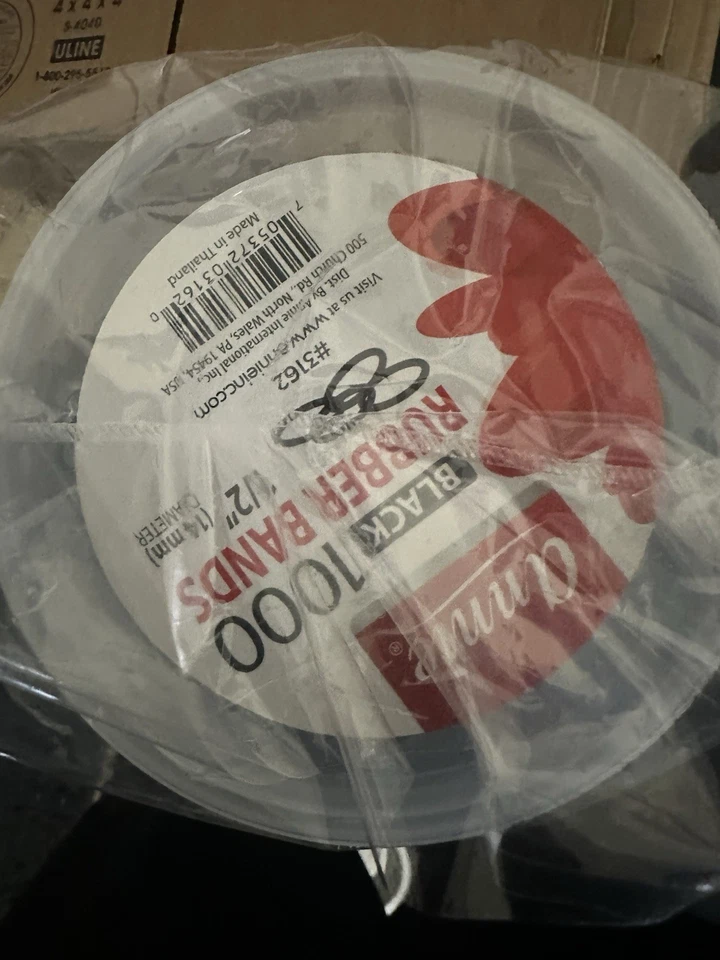 4 x 4 x 4
S-4040
ULINE
annie®
1000
BLACK
RUBBER BANDS
1/2" (14 mm)
DIAMETER
#3162
Visit us at www.annieinc.com
Dist. By Annie International Inc.,
500 Church Rd., North Wales, PA 19454, USA
7 05372 03162 0
Made in Thailand